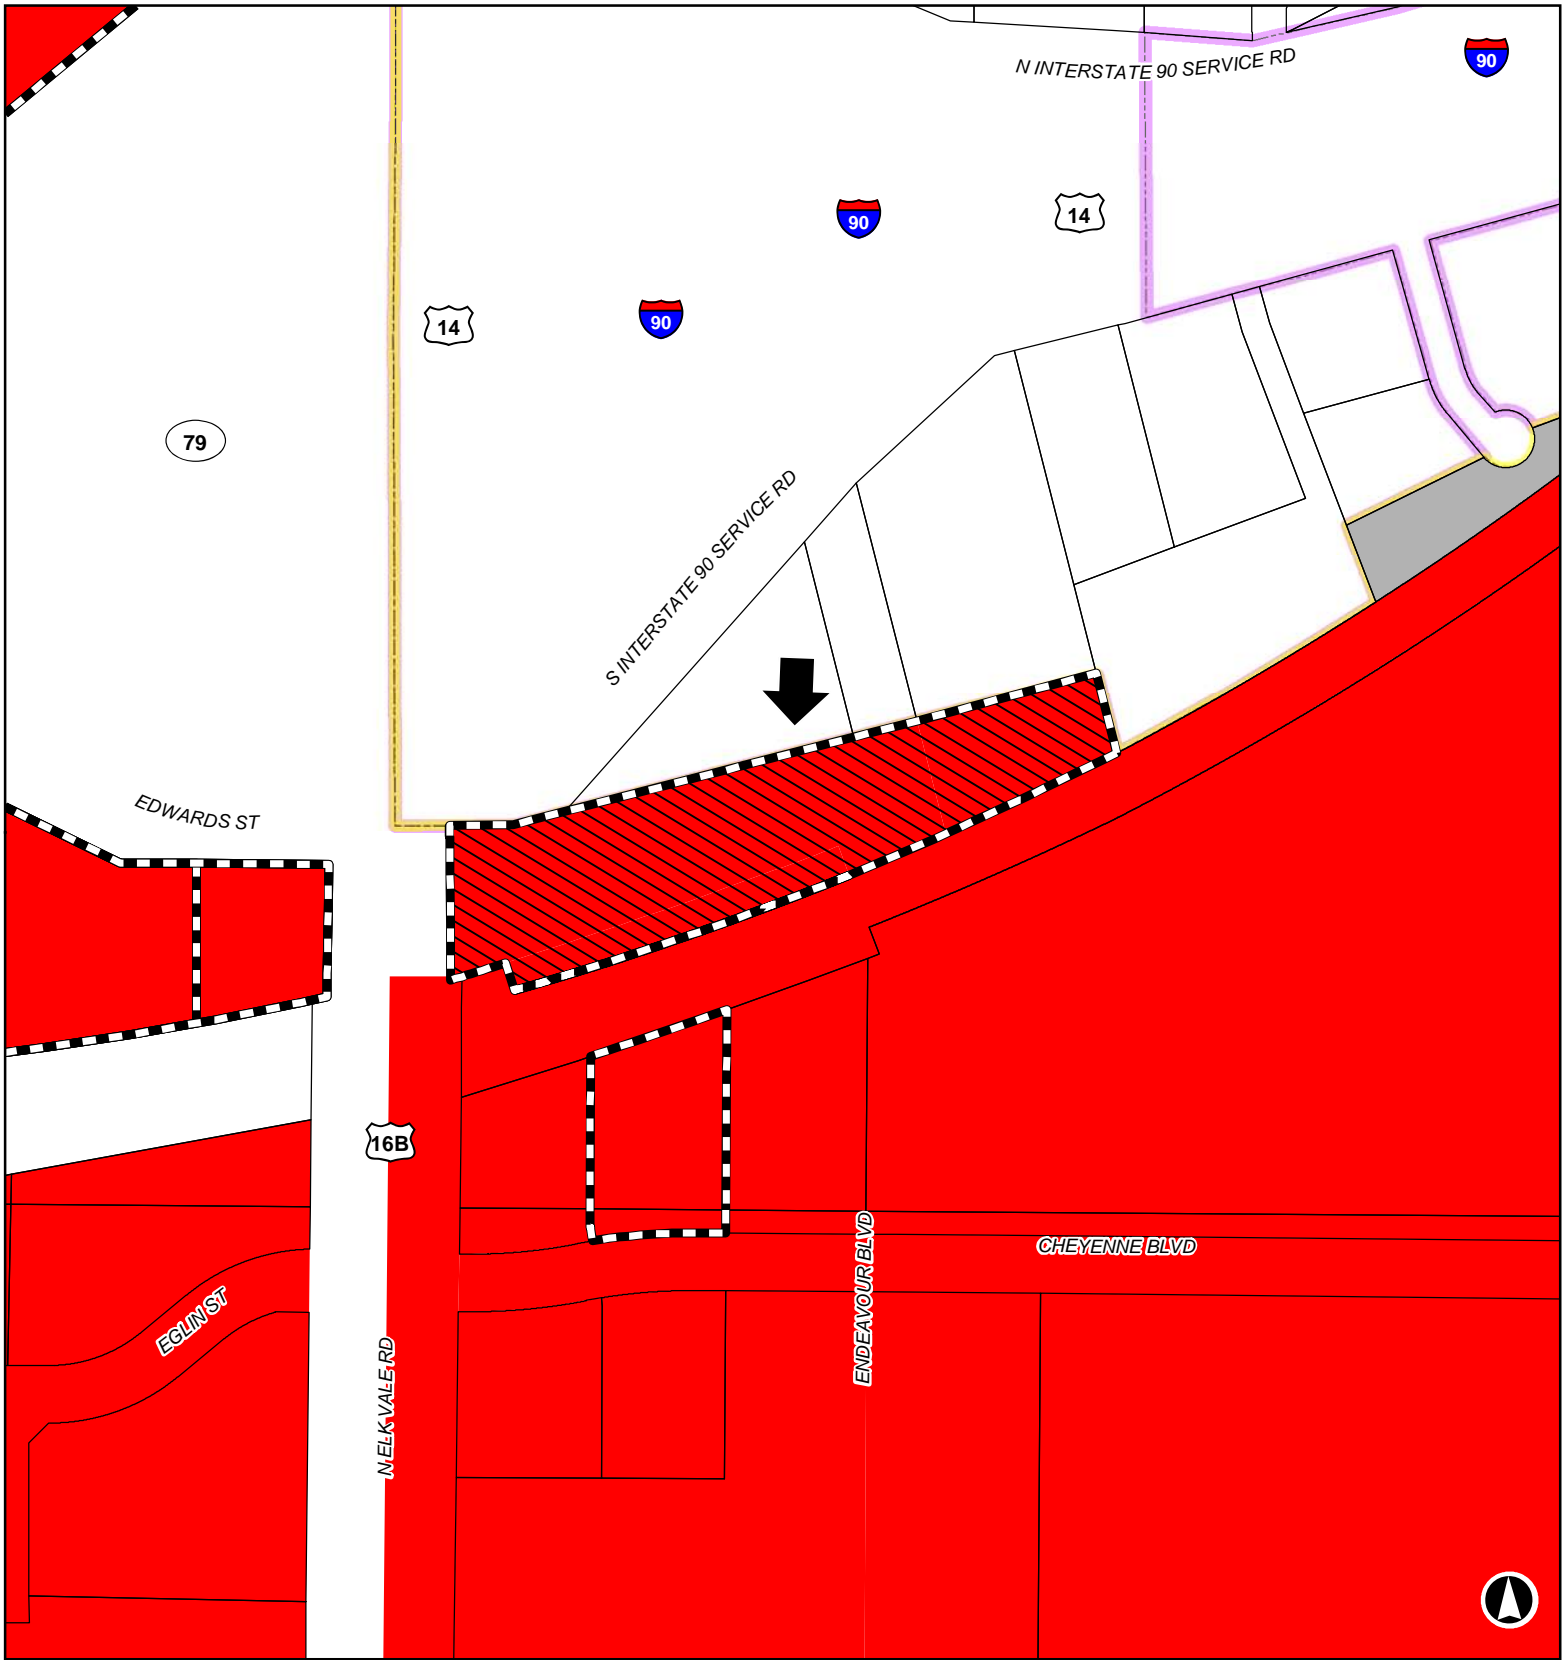 N INTERSTATE 90 SERVICE RD
90
90
14
14
90
79
S INTERSTATE 90 SERVICE RD
EDWARDS ST
16B
ENDEAVOUR BLVD
CHEYENNE BLVD
EGLIN ST
N ELK VALE RD